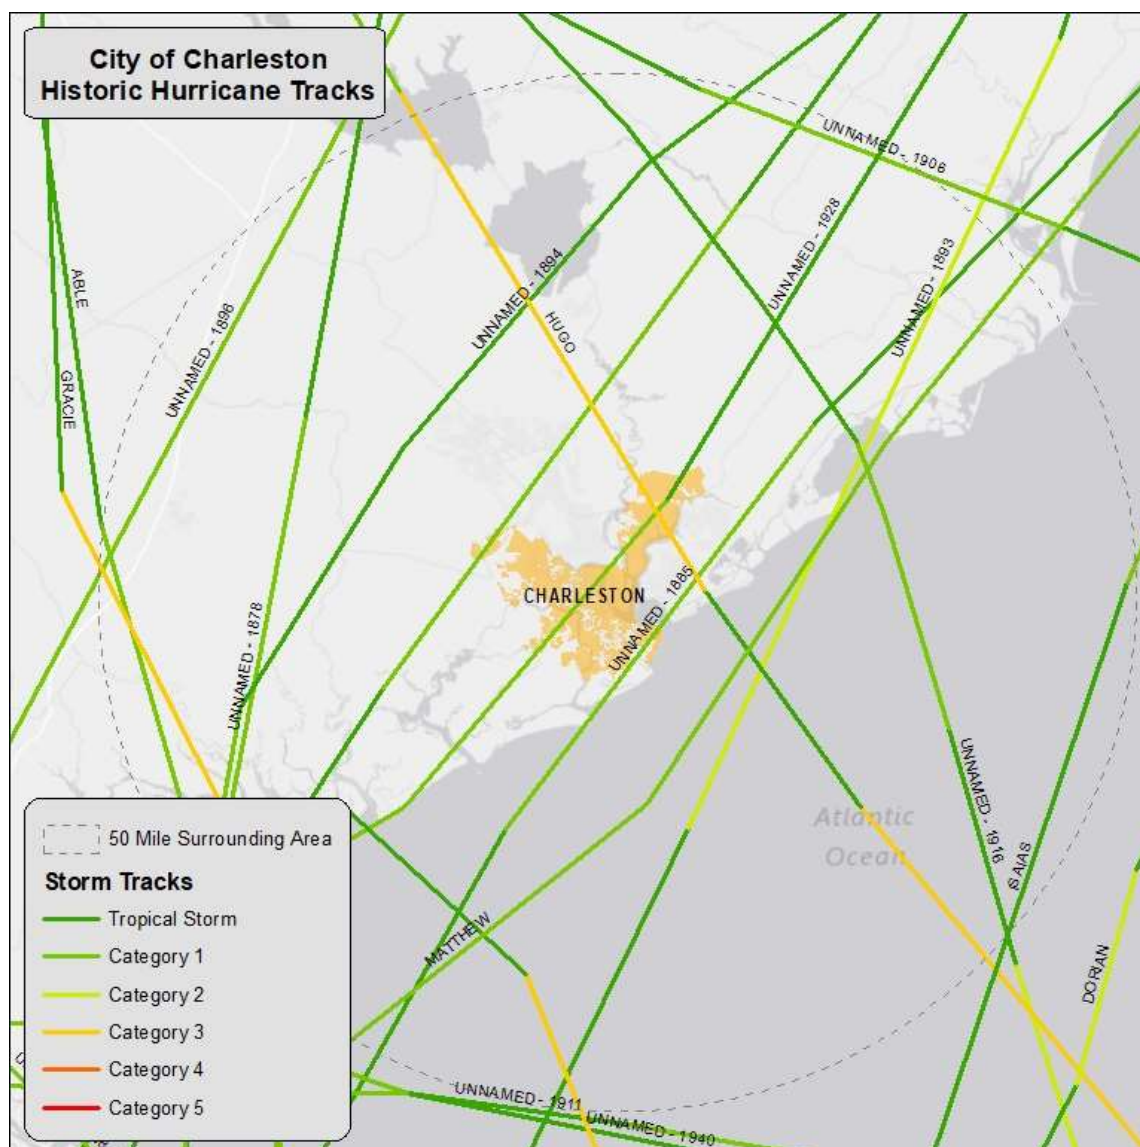 City of Charleston
Historic Hurricane Tracks
UNNAMED - 1906
UNNAMED - 1928
UNNAMED - 1893
UNNAMED - 1894
ABLE
UNNAMED - 1896
HUGO
GRACIE
UNNAMED - 1885
CHARLESTON
UNNAMED - 1878
UNNAMED - 1916
Atlantic
Ocean
ISAIAS
MATTHEW
DORIAN
UNNAMED - 1911
UNNAMED - 1940
50 Mile Surrounding Area
Storm Tracks
Tropical Storm
Category 1
Category 2
Category 3
Category 4
Category 5